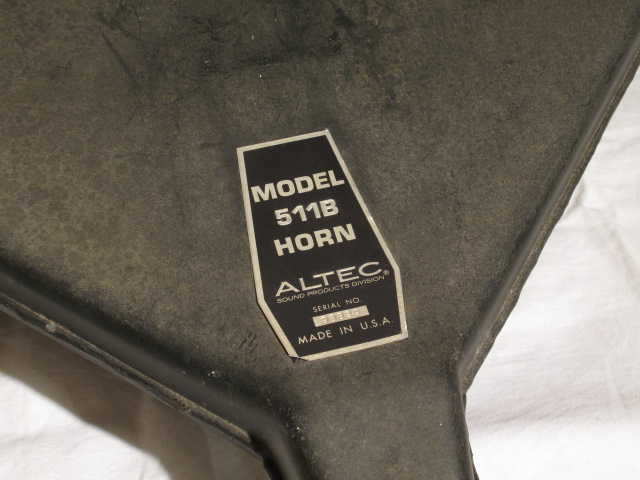 MODEL
511B
HORN
ALTEC®
SOUND PRODUCTS DIVISION
SERIAL NO.
MADE IN U.S.A.